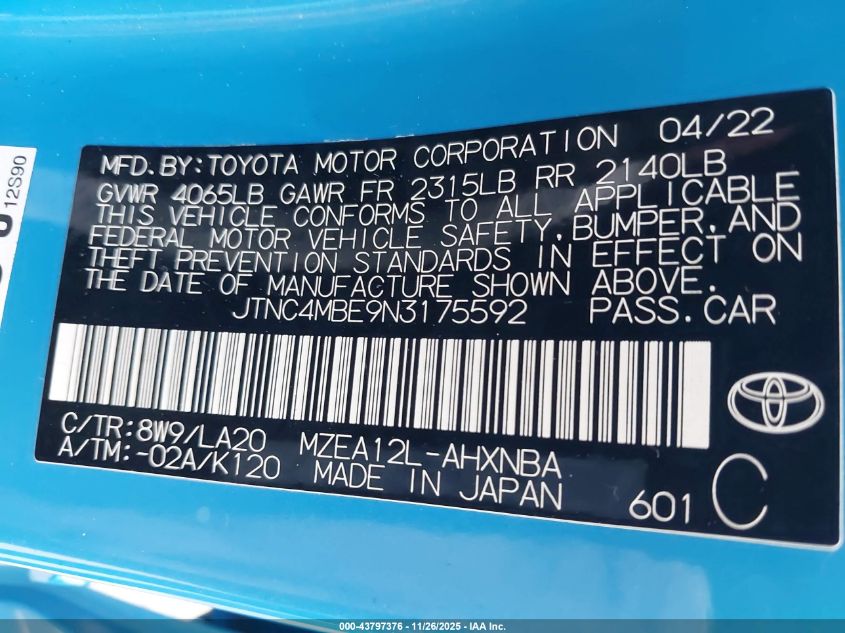 MFD.BY:TOYOTA MOTOR CORPORATION 04/22
GVWR 4065LB GAWR FR 2315LB RR 2140LB
THIS VEHICLE CONFORMS TO ALL APPLICABLE
FEDERAL MOTOR VEHICLE SAFETY,BUMPER,AND
THEFT PREVENTION STANDARDS IN EFFECT ON
THE DATE OF MANUFACTURE SHOWN ABOVE.
JTNC4MBE9N3175592 PASS.CAR
C/TR:8W9/LA20 MZEA12L-AHXNBA
A/TM:-02A/K120 MADE IN JAPAN
601 C
12S90
000-43797376 - 11/26/2025 - IAA Inc.